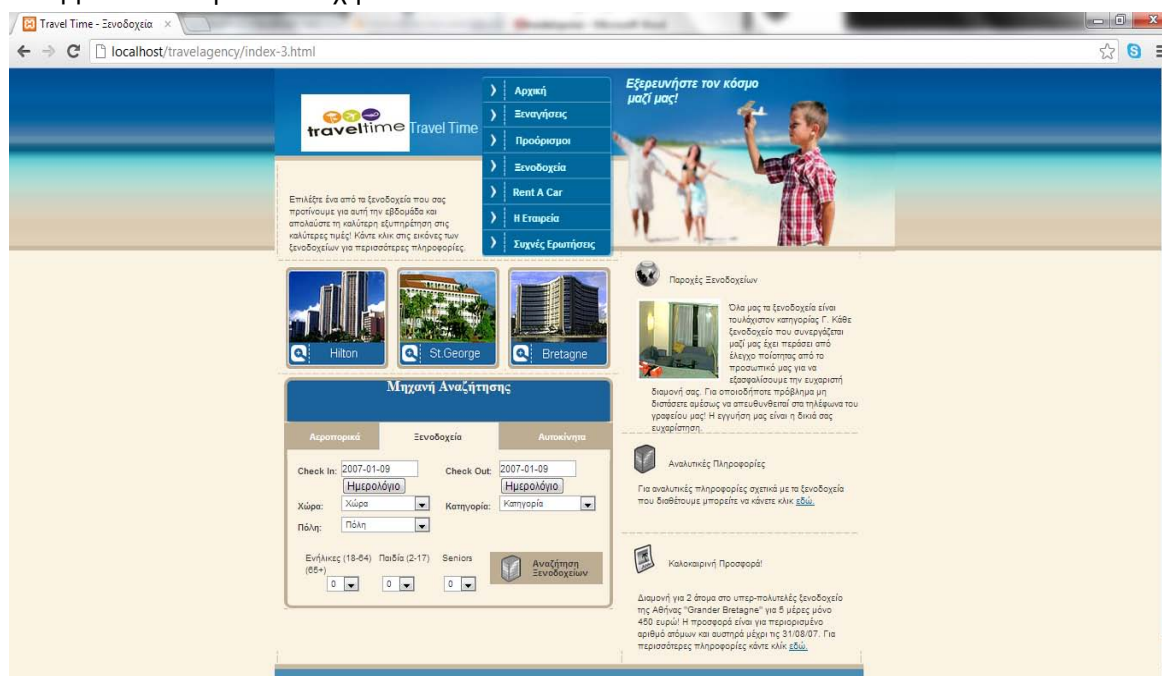 Travel Time - Ξενοδοχεία
localhost/travelagency/index-3.html
traveltime
Travel Time
Αρχική
Ξεναγήσεις
Προόρισμοι
Ξενοδοχεία
Rent A Car
Η Εταιρεία
Συχνές Ερωτήσεις
Εξερευνήστε τον κόσμο
μαζί μας!
Επιλέξτε ένα από τα ξενοδοχεία που σας
προτίνουμε για αυτή την εβδομάδα και
απολαύστε τη καλύτερη εξυπηρέτηση στις
καλύτερες τιμές! Κάντε κλικ στις εικόνες των
ξενοδοχείων για περισσότερες πληροφορίες.
Hilton
St.George
Bretagne
Μηχανή Αναζήτησης
Αεροπορικά
Ξενοδοχεία
Αυτοκίνητα
Check In: 2007-01-09
Check Out: 2007-01-09
Ημερολόγιο
Ημερολόγιο
Χώρα: Χώρα
Κατηγορία: Κατηγορία
Πόλη: Πόλη
Ενήλικες (18-64) Παιδία (2-17) Seniors
(65+)
0 0 0
Αναζήτηση
Ξενοδοχείων
Παροχές Ξενοδοχείων
Όλα μας τα ξενοδοχεία είναι
τουλάχιστον κατηγορίας Γ. Κάθε
ξενοδοχείο που συνεργάζεται
μαζί μας έχει περάσει από
έλεγχο ποίοτητας από το
προσωπικό μας για να
εξασφαλίσουμε την ευχαριστή
διαμονή σας. Για οποιοδήποτε πρόβλημα μη
διστάσετε αμέσως να απευθυνθείταί στα τηλέφωνα του
γραφείου μας! Η εγγυήση μας είναι η δικιά σας
ευχαρίστηση.
Αναλυτικές Πληροφορίες
Για αναλυτικές πληροφορίες σχετικά με τα ξενοδοχεία
που διαθέτουμε μπορείτε να κάνετε κλικ εδώ.
Καλοκαιρινή Προσφορά!
Διαμονή για 2 άτομα στο υπερ-πολυτελές ξενοδοχείο
της Αθήνας "Grander Bretagne" για 5 μέρες μόνο
450 ευρώ! Η προσφορά είναι για περιορισμένο
αριθμό ατόμων και αυστηρά μέχρι τις 31/08/07. Για
περισσότερες πληροφορίες κάντε κλίκ εδώ.